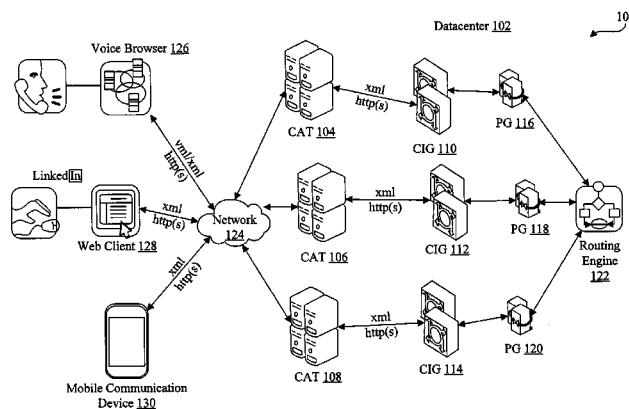 Datacenter 102
10
Voice Browser 126
CAT 104
xml
http(s)
CIG 110
PG 116
vml/xml
http(s)
Linked In
Web Client 128
xml
http(s)
Network
124
CAT 106
xml
http(s)
CIG 112
PG 118
Routing
Engine
122
xml
http(s)
CAT 108
xml
http(s)
CIG 114
PG 120
Mobile Communication
Device 130